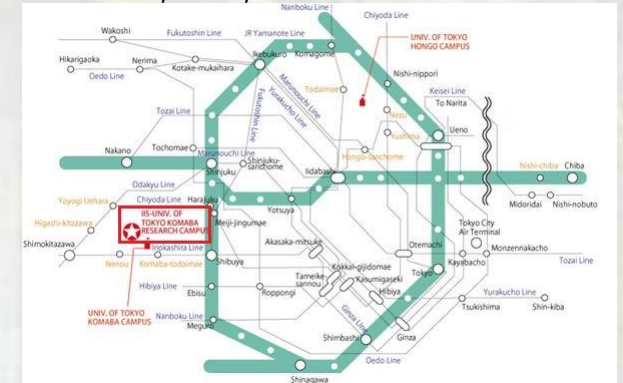 Nanboku Line
Chiyoda Line
Wakoshi
Fukutoshin Line
JR Yamanote Line
UNIV. OF TOKYO
HONGO CAMPUS
Ikebukuro
Komagome
Hikarigaoka
Nerima
Kotake-mukaihara
Oedo Line
Nishi-nippori
Marunouchi Line
Yurakucho Line
Fukutoshin Line
Todaimae
Keisei Line
To Narita
Tozai Line
Nezu
Yushima
Ueno
Tochomae
Marunouchi Line
Hongo-sanchome
Nakano
Shinjuku
Shinjuku-
sanchome
Iidabashi
Nishi-chiba
Chiba
Odakyu Line
Midoridai
Nishi-nobuto
Yoyogi Uehara
Chiyoda Line
Harajuku
Yotsuya
IIS-UNIV. OF
TOKYO KOMABA
RESEARCH CAMPUS
Meiji-jingumae
Higashi-kitazawa
Tokyo City
Air Terminal
Akasaka-mitsuke
Otemachi
Shimokitazawa
Inokashira Line
Kokkai-gijidomae
Monzennakacho
Komaba-todaimae
Shibuya
Tameike
sannou
Kasumigaseki
Tokyo
Kayabacho
Tozai Line
Hibiya Line
Ebisu
Roppongi
Hibiya
Yurakucho Line
Tsukishima
Shin-kiba
UNIV. OF TOKYO
KOMABA CAMPUS
Nanboku Line
Meguro
Ginza Line
Shimbashi
Ginza
Oedo Line
Shinagawa